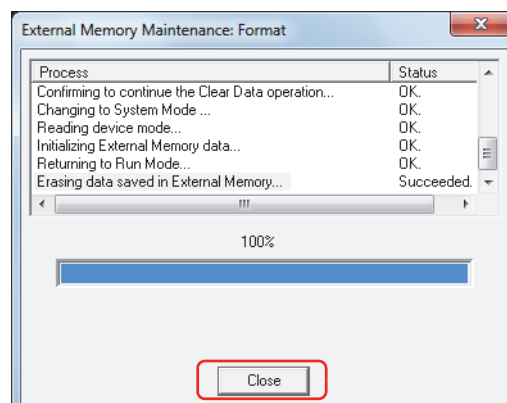 External Memory Maintenance: Format
Process Status
Confirming to continue the Clear Data operation... OK.
Changing to System Mode ... OK.
Reading device mode... OK.
Initializing External Memory data... OK.
Returning to Run Mode... OK.
Erasing data saved in External Memory... Succeeded.
100%
Close